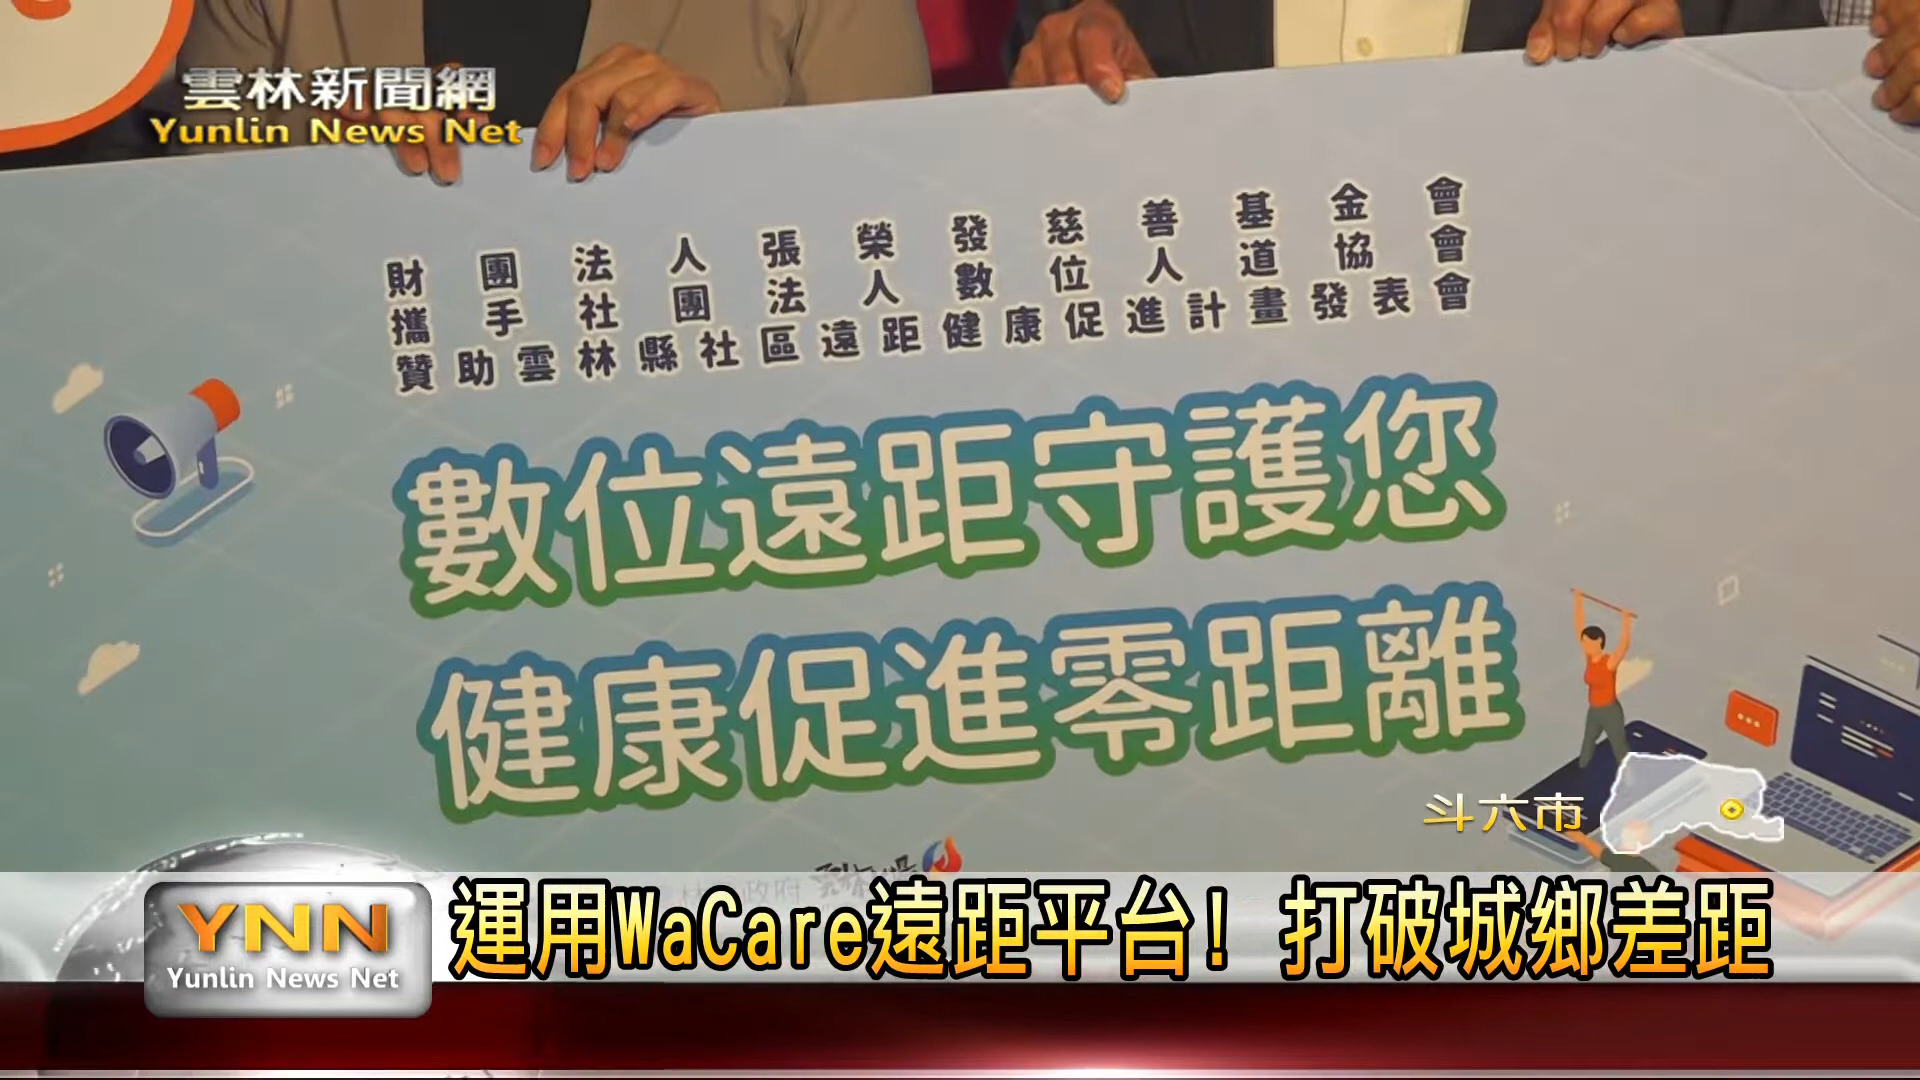 雲林新聞網
Yunlin News Net
財團法人張榮發慈善基金會
攜手社團法人數位人道協會
贊助雲林縣社區遠距健康促進計畫發表會
數位遠距守護您
健康促進零距離
斗六市
運用WaCare遠距平台! 打破城鄉差距
YNN
Yunlin News Net